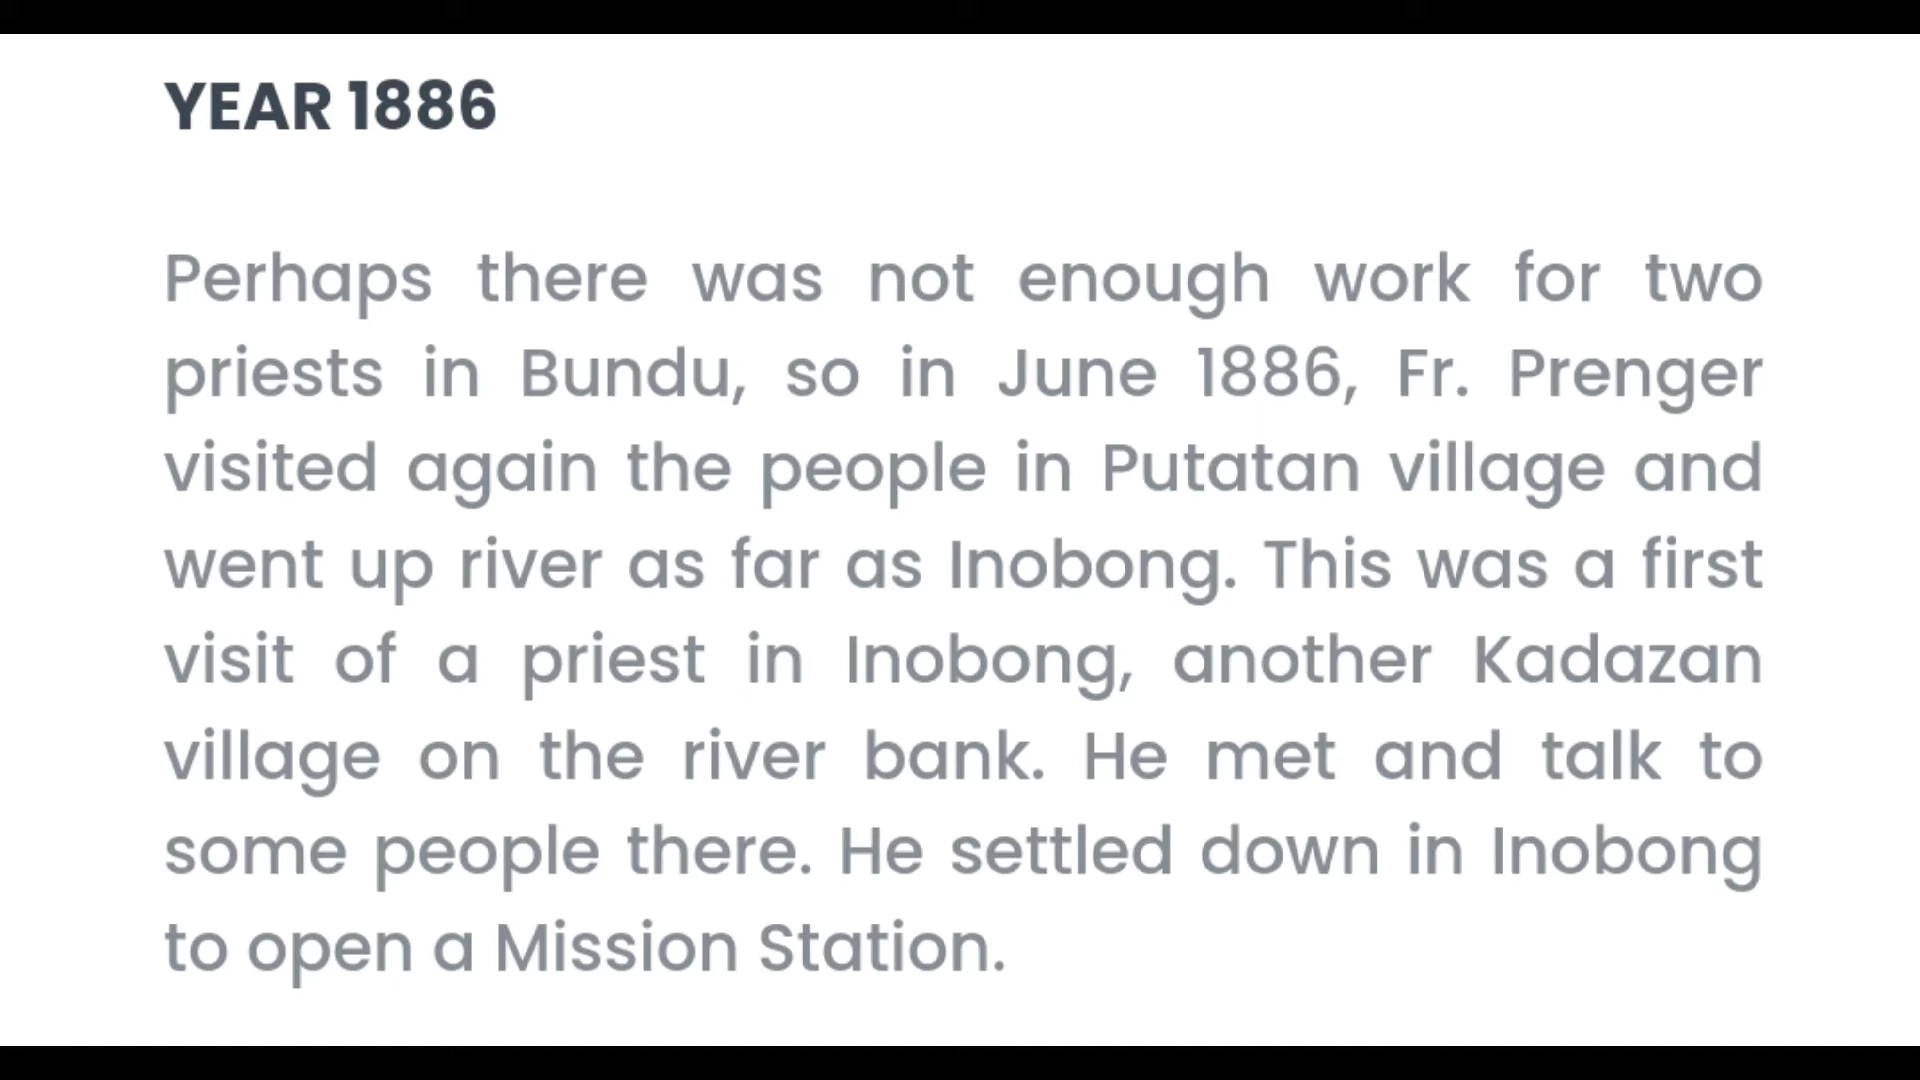 YEAR 1886
Perhaps there was not enough work for two
priests in Bundu, so in June 1886, Fr. Prenger
visited again the people in Putatan village and
went up river as far as Inobong. This was a first
visit of a priest in Inobong, another Kadazan
village on the river bank. He met and talk to
some people there. He settled down in Inobong
to open a Mission Station.